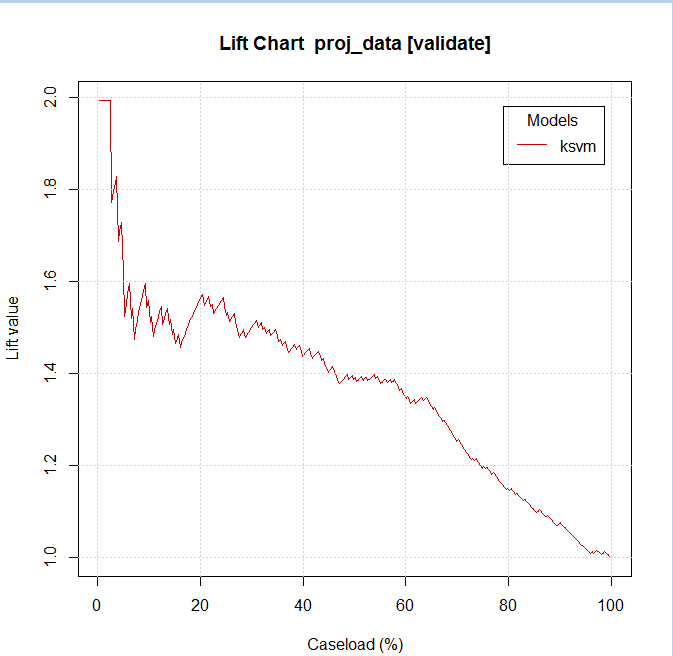 Lift Chart proj_data [validate]
Models
ksvm
2.0
1.8
1.6
1.4
1.2
1.0
Lift value
0 20 40 60 80 100
Caseload (%)